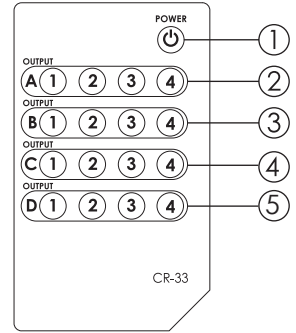 POWER
1
OUTPUT
A 1 2 3 4
2
OUTPUT
B 1 2 3 4
3
OUTPUT
C 1 2 3 4
4
OUTPUT
D 1 2 3 4
5
CR-33